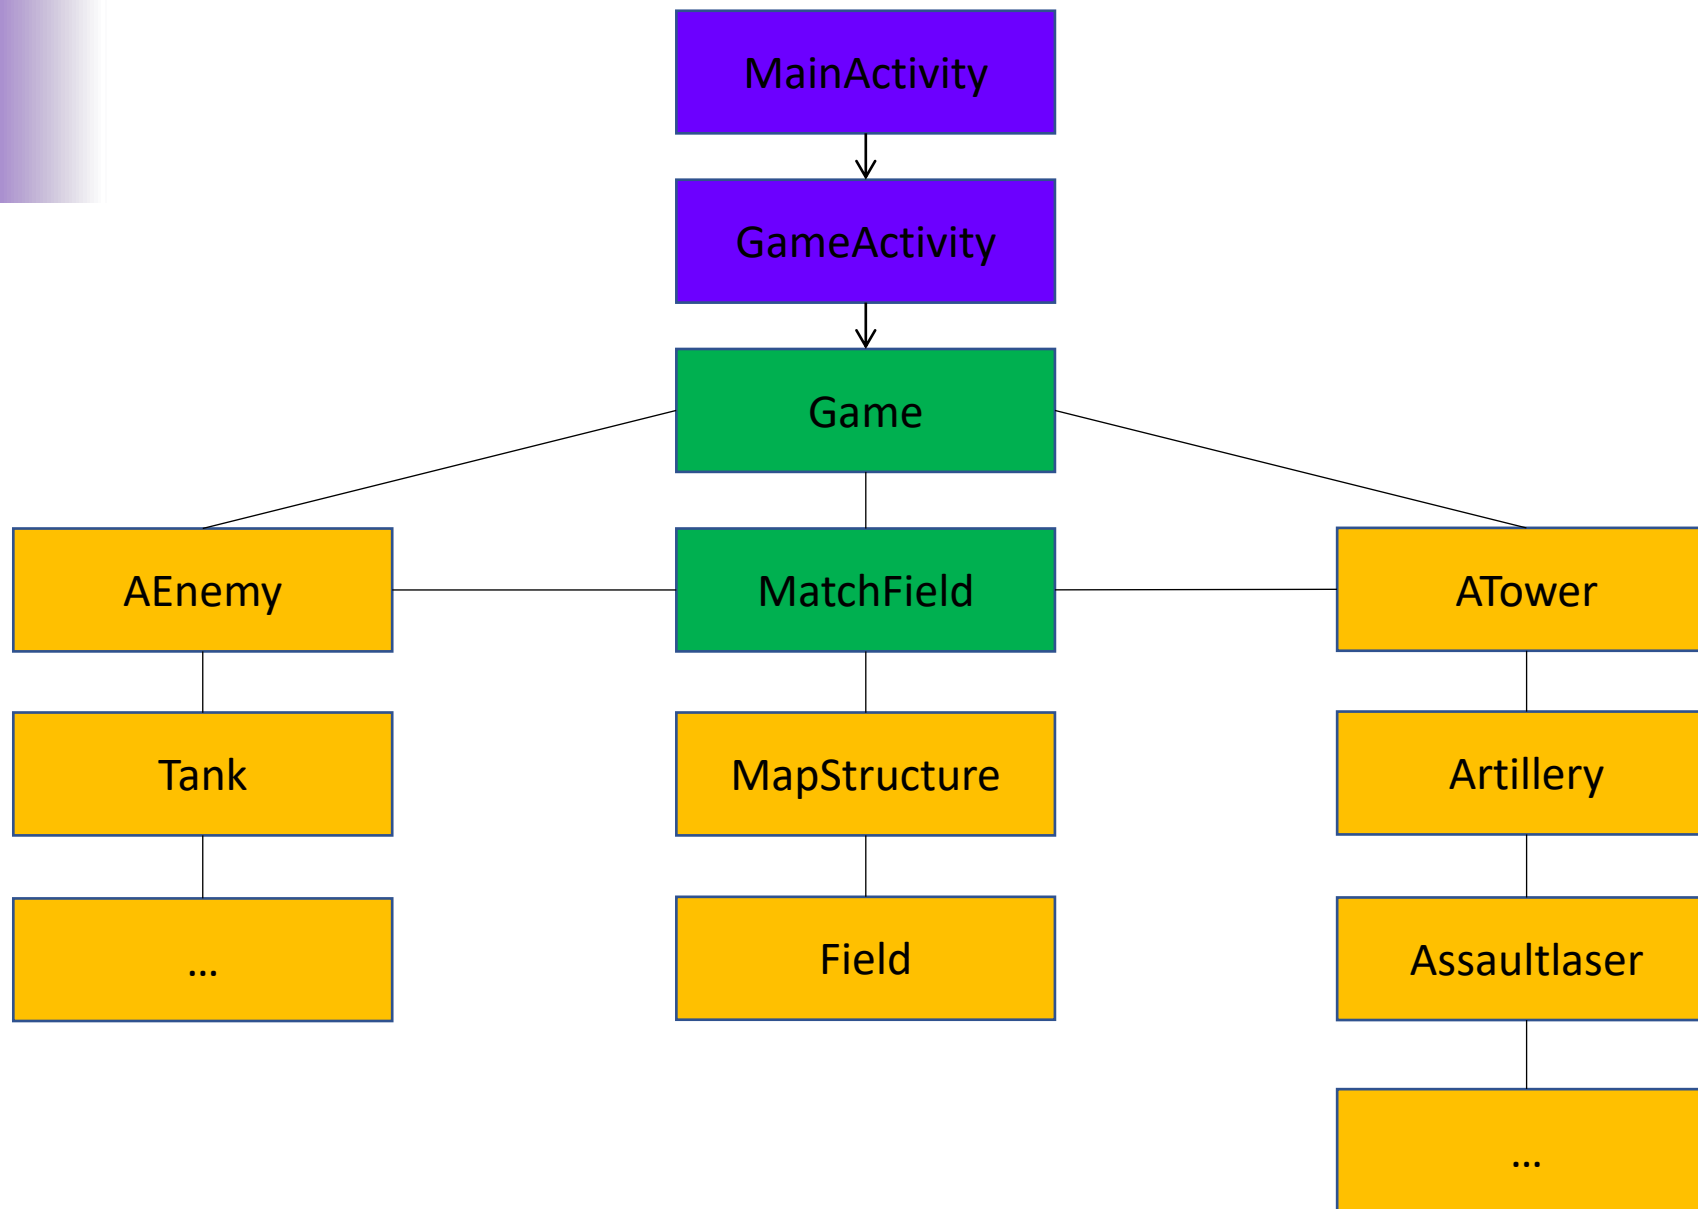 MainActivity
GameActivity
Game
AEnemy
MatchField
ATower
Tank
MapStructure
Artillery
...
Field
Assaultlaser
...